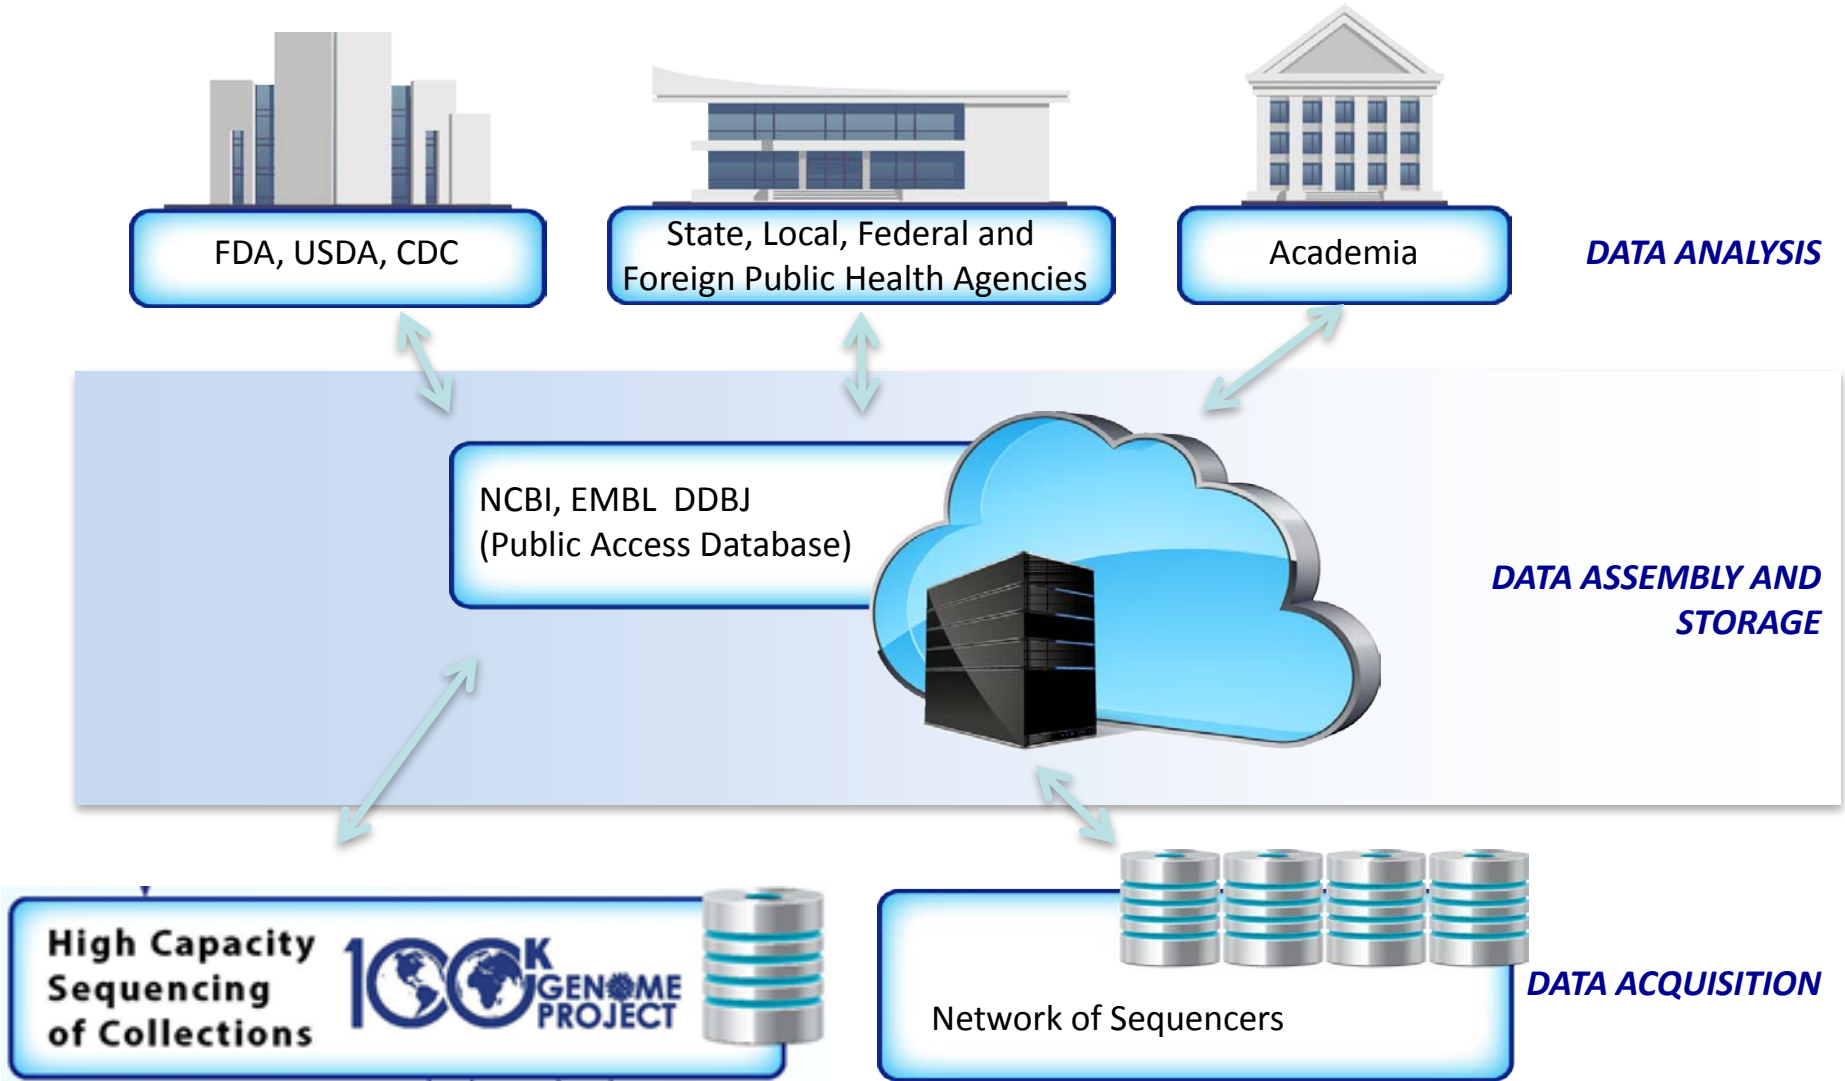 FDA, USDA, CDC
State, Local, Federal and
Foreign Public Health Agencies
Academia
DATA ANALYSIS
NCBI, EMBL  DDBJ
(Public Access Database)
DATA ASSEMBLY AND
STORAGE
High Capacity
Sequencing
of Collections
100K
GENOME
PROJECT
Network of Sequencers
DATA ACQUISITION